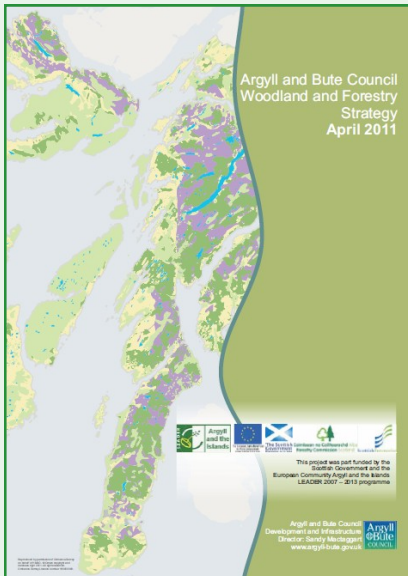 Argyll and Bute Council
Woodland and Forestry
Strategy
April 2011
Argyll
and the
Islands
The Scottish
Government
Forestry Commission
This project was part funded by the
Scottish Government and the
European Community Argyll and the Islands
LEADER 2007 – 2013 programme
Argyll and Bute Council
Development and Infrastructure
Director: Sandy Mactaggart
www.argyll-bute.gov.uk
Argyll
& Bute
COUNCIL